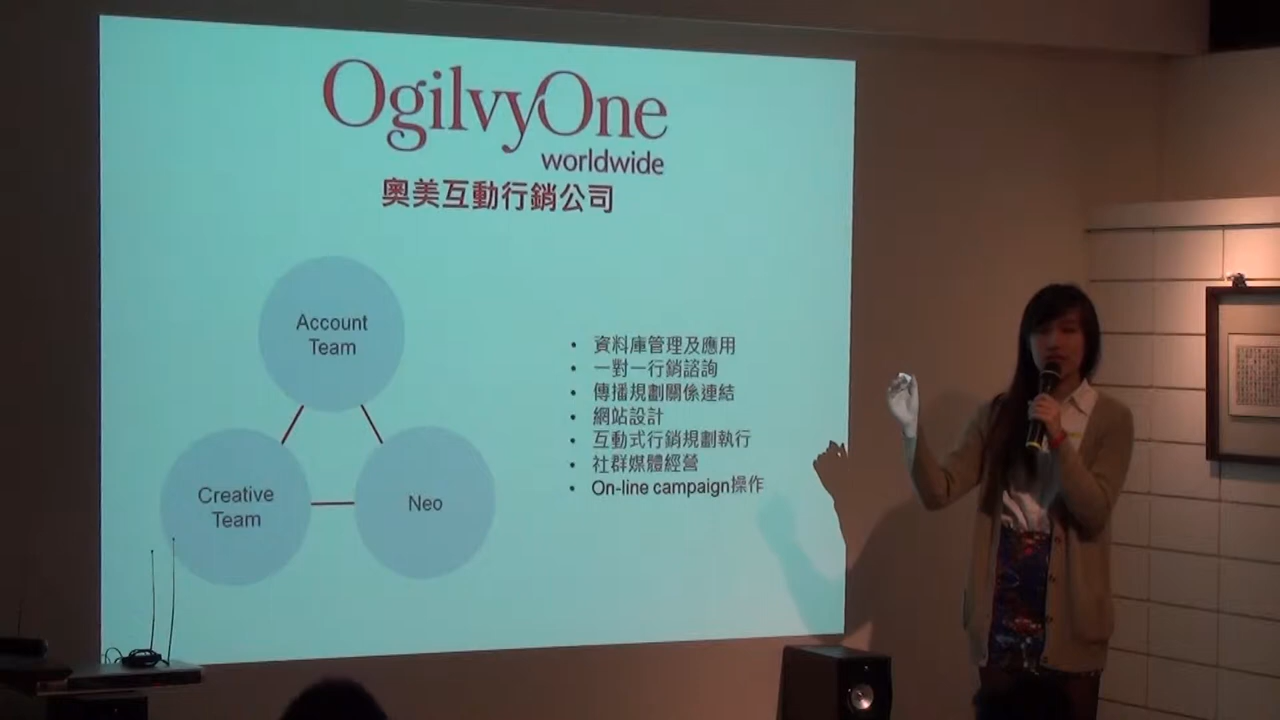 OgilvyOne
worldwide
奧美互動行銷公司
Account
Team
Creative
Team
Neo
• 資料庫管理及應用
• 一對一行銷諮詢
• 傳播規劃關係連結
• 網站設計
• 互動式行銷規劃執行
• 社群媒體經營
• On-line campaign操作